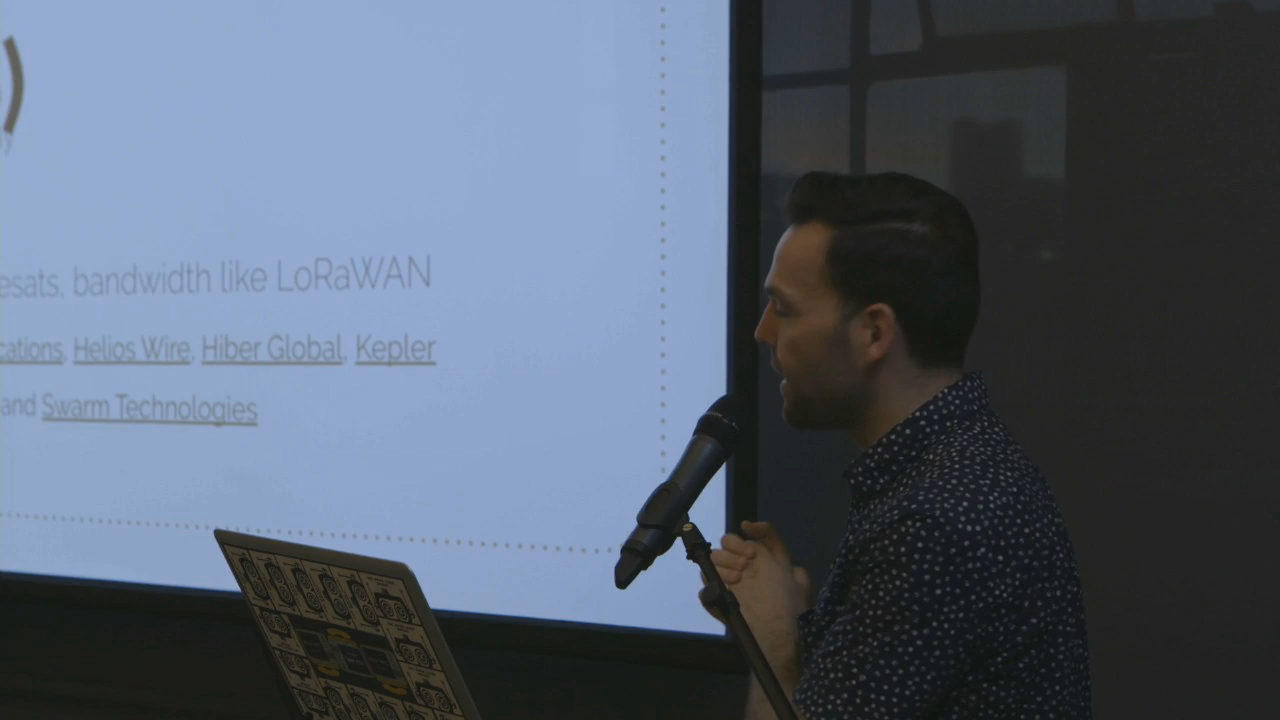 )
esats, bandwidth like LoRaWAN
cations, Helios Wire, Hiber Global, Kepler
and Swarm Technologies